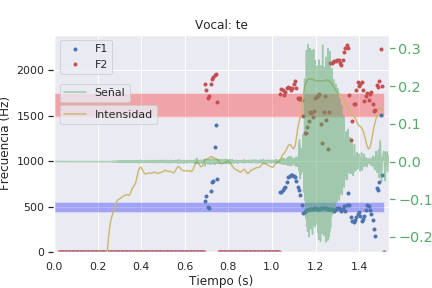 Vocal: te
F1
F2
Señal
Intensidad
Frecuencia (Hz)
2000
1500
1000
500
0
0.3
0.2
0.1
0.0
−0.1
−0.2
0.0 0.2 0.4 0.6 0.8 1.0 1.2 1.4
Tiempo (s)